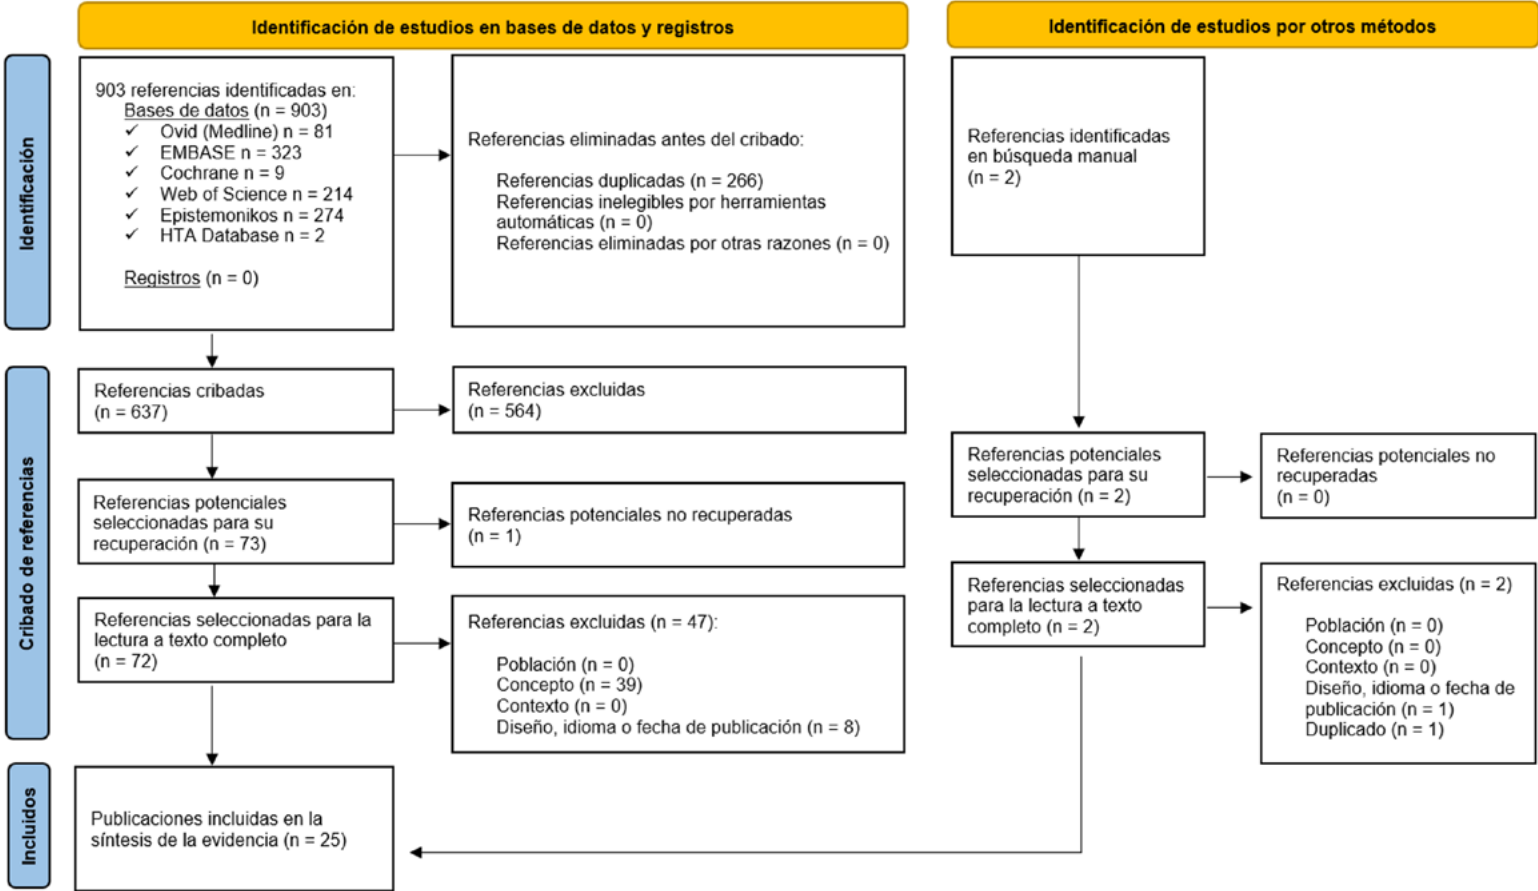 Identificación de estudios en bases de datos y registros
Identificación de estudios por otros métodos
Identificación
903 referencias identificadas en:
Bases de datos (n = 903)
✓ Ovid (Medline) n = 81
✓ EMBASE n = 323
✓ Cochrane n = 9
✓ Web of Science n = 214
✓ Epistemonikos n = 274
✓ HTA Database n = 2
Registros (n = 0)
Referencias eliminadas antes del cribado:
Referencias duplicadas (n = 266)
Referencias inelegibles por herramientas
automáticas (n = 0)
Referencias eliminadas por otras razones (n = 0)
Referencias identificadas
en búsqueda manual
(n = 2)
Cribado de referencias
Referencias cribadas
(n = 637)
Referencias excluidas
(n = 564)
Referencias potenciales
seleccionadas para su
recuperación (n = 73)
Referencias potenciales no recuperadas
(n = 1)
Referencias potenciales
seleccionadas para su
recuperación (n = 2)
Referencias potenciales no
recuperadas
(n = 0)
Referencias seleccionadas para la
lectura a texto completo
(n = 72)
Referencias excluidas (n = 47):
Población (n = 0)
Concepto (n = 39)
Contexto (n = 0)
Diseño, idioma o fecha de publicación (n = 8)
Referencias seleccionadas
para la lectura a texto
completo (n = 2)
Referencias excluidas (n = 2)
Población (n = 0)
Concepto (n = 0)
Contexto (n = 0)
Diseño, idioma o fecha de
publicación (n = 1)
Duplicado (n = 1)
Incluidos
Publicaciones incluidas en la
síntesis de la evidencia (n = 25)